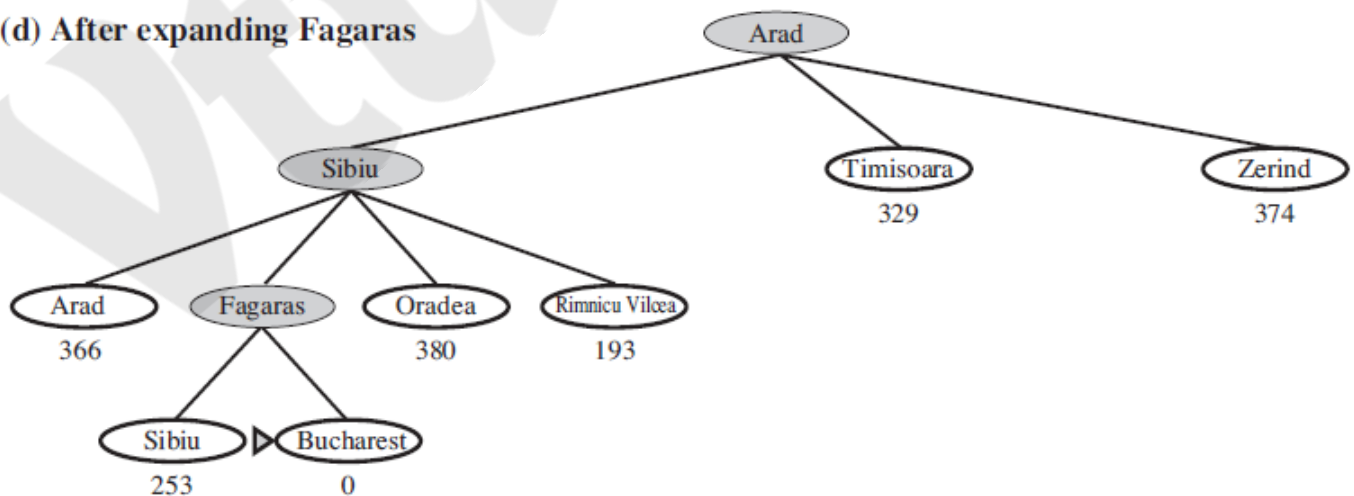 (d) After expanding Fagaras
Arad
Sibiu
Timisoara
Zerind
329
374
Arad
Fagaras
Oradea
Rimnicu Vilcea
366
380
193
Sibiu
Bucharest
253
0